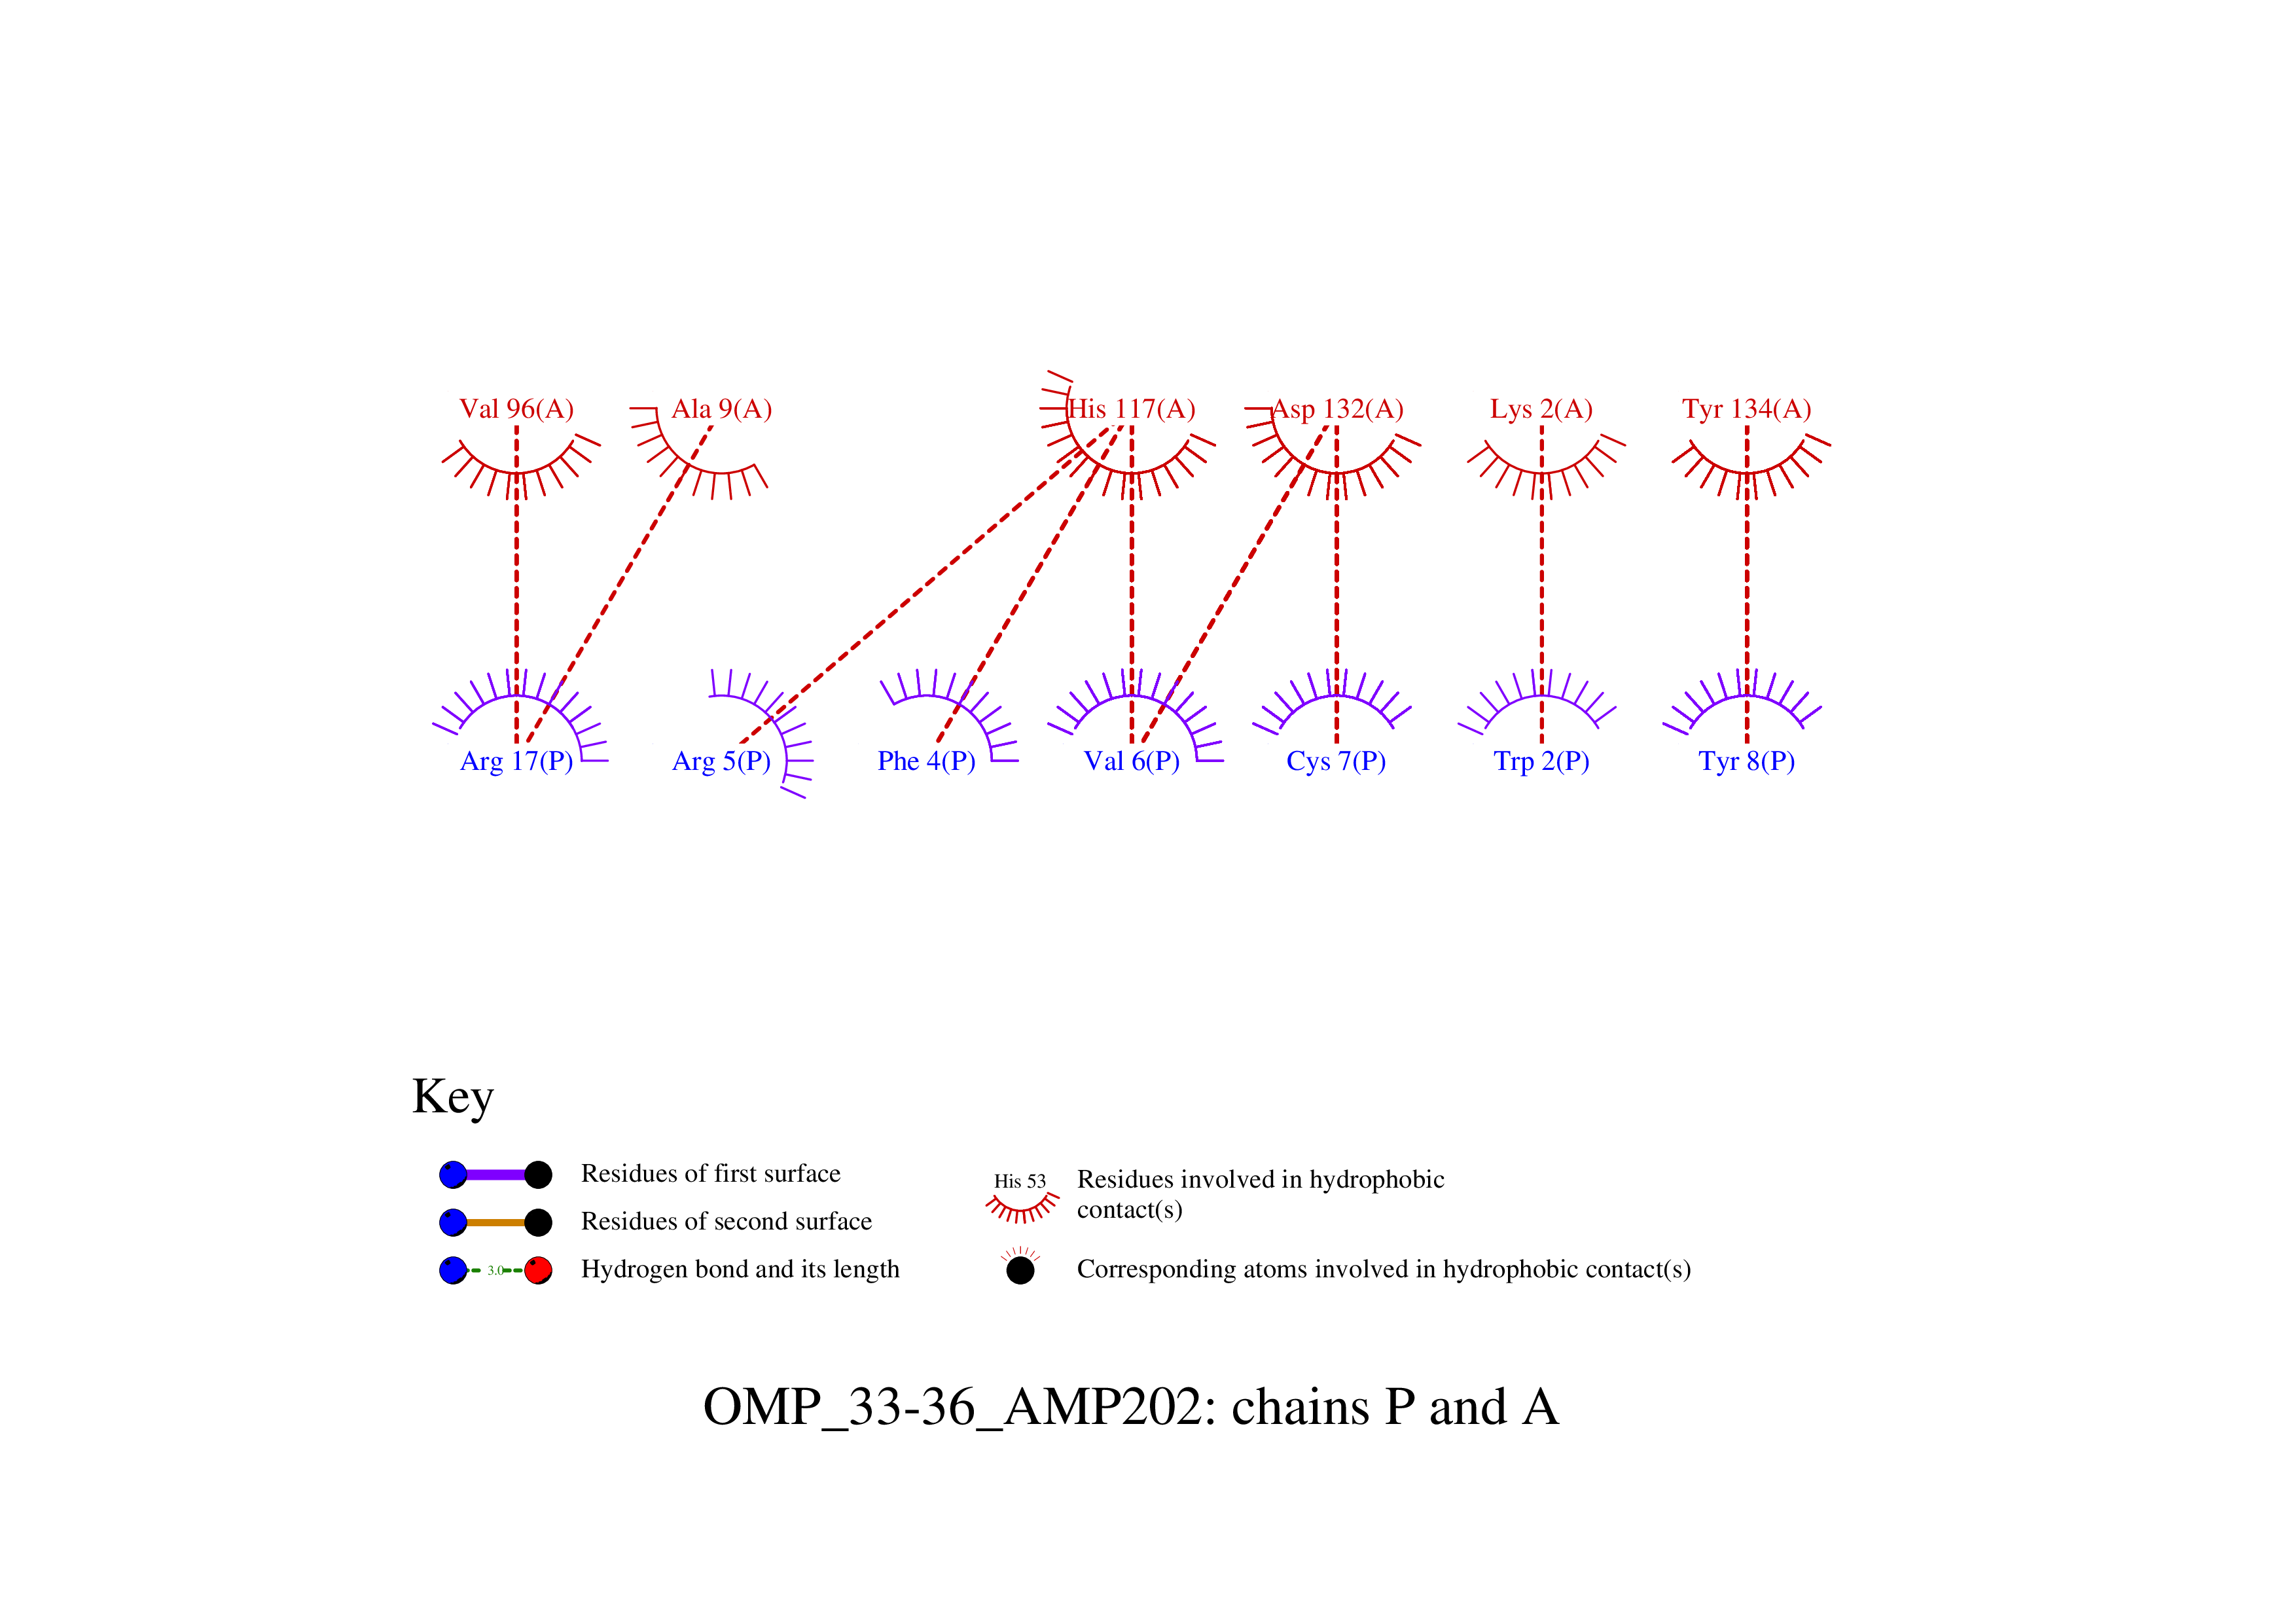 Val 96(A) Ala 9(A) His 117(A) Asp 132(A) Lys 2(A) Tyr 134(A)
Arg 17(P) Arg 5(P) Phe 4(P) Val 6(P) Cys 7(P) Trp 2(P) Tyr 8(P)
Key
Residues of first surface
Residues of second surface
3.0 Hydrogen bond and its length
His 53 Residues involved in hydrophobic
contact(s)
Corresponding atoms involved in hydrophobic contact(s)
OMP_33-36_AMP202: chains P and A